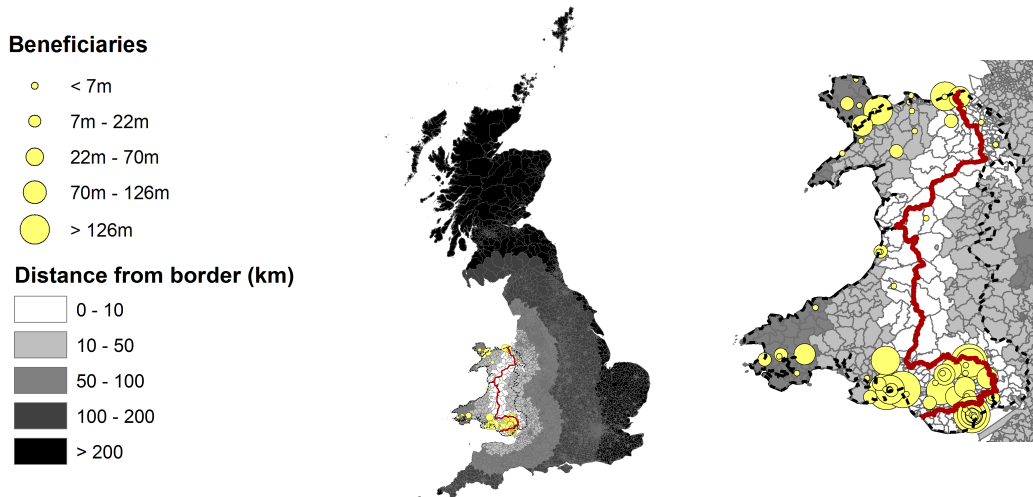 Beneficiaries
< 7m
7m - 22m
22m - 70m
70m - 126m
> 126m
Distance from border (km)
0 - 10
10 - 50
50 - 100
100 - 200
> 200